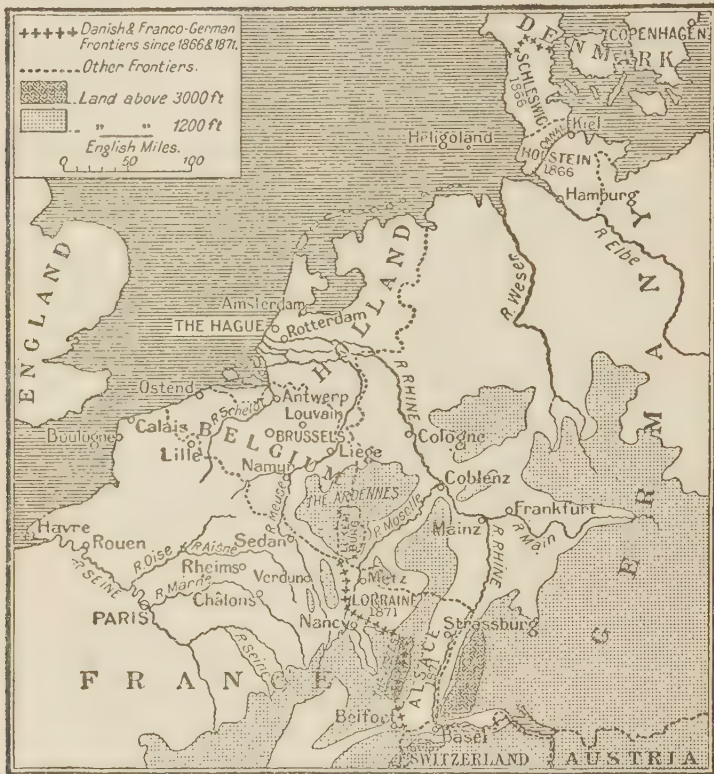 Danish & Franco-German
Frontiers since 1866 & 1871.
Other Frontiers.
Land above 3000 ft
" " 1200 ft
English Miles.
0 50 100
DENMARK
COPENHAGEN
SCHLESWIG
1866
Kiel
CANAL
Heligoland
HOLSTEIN
1866
Hamburg
R. Elbe
R. Weser
ENGLAND
HOLLAND
Amsterdam
THE HAGUE
Rotterdam
GERMANY
R. RHINE
Ostend
R. Scheldt
Antwerp
Louvain
Calais
BELGIUM
BRUSSELS
Cologne
Boulogne
Lille
Liége
Namur
Coblenz
THE ARDENNES
R. Meuse
R. Moselle
Frankfurt
Havre
Rouen
Mainz
R. Main
R. Oise
R. Aisne
Sedan
R. RHINE
R. SEINE
Rheims
Verdun
Metz
R. Marne
LORRAINE
1871
PARIS
Châlons
Nancy
Strassburg
R. Seine
ALSACE
1871
FRANCE
Belfort
Basel
SWITZERLAND
AUSTRIA